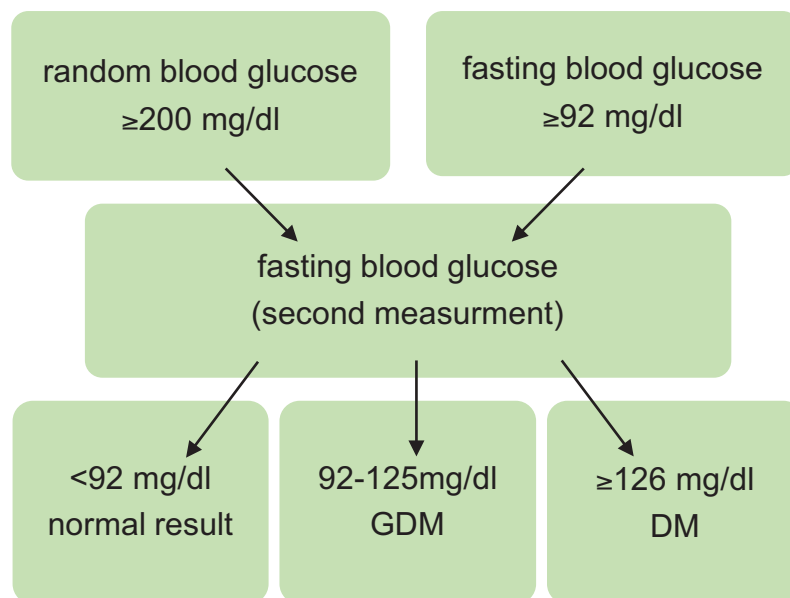 random blood glucose
≥200 mg/dl
fasting blood glucose
≥92 mg/dl
fasting blood glucose
(second measurment)
<92 mg/dl
normal result
92-125mg/dl
GDM
≥126 mg/dl
DM